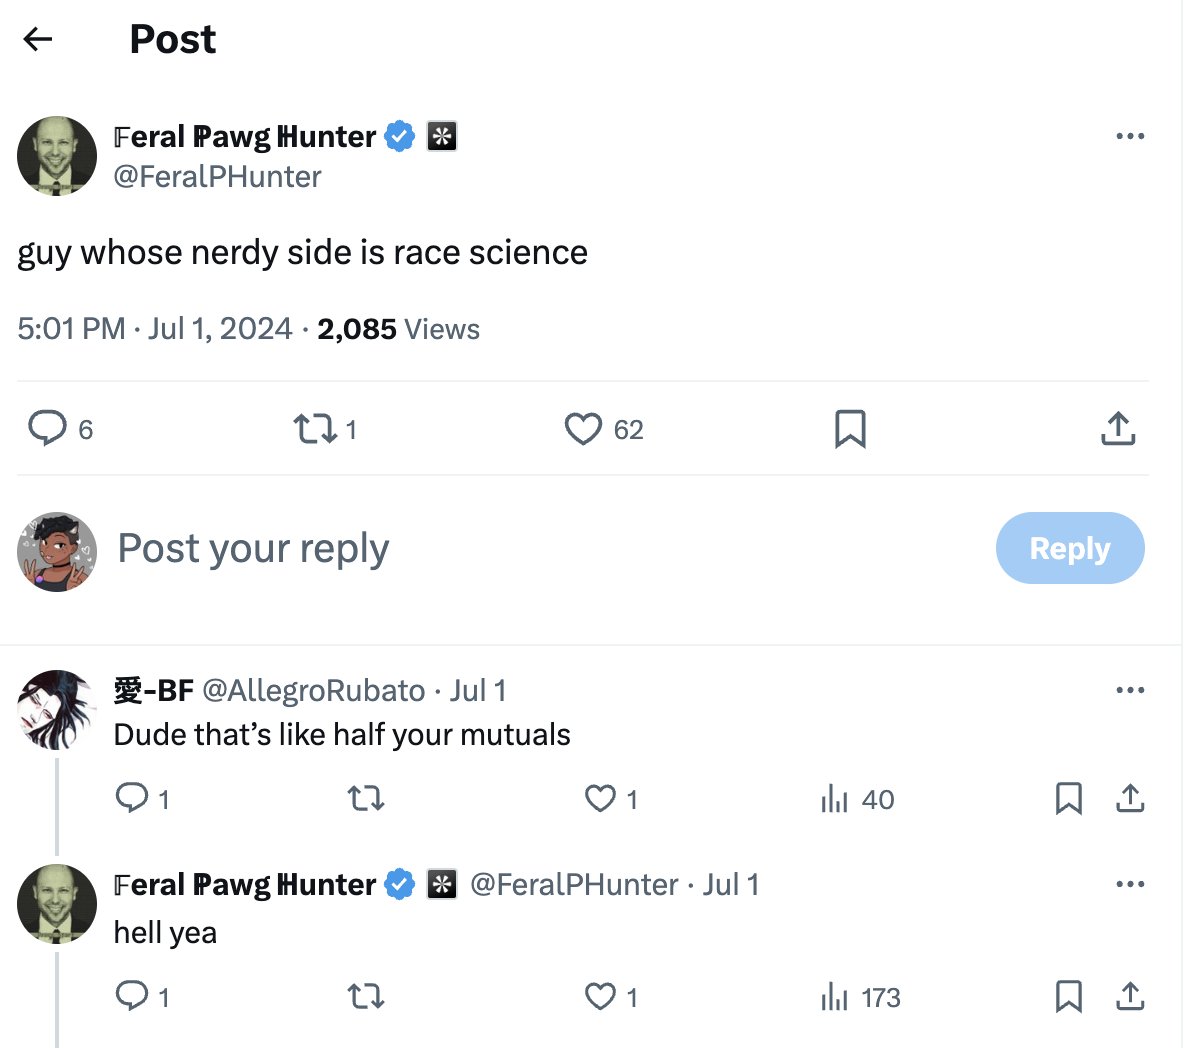 Post
𝔽eral ℙawg ℍunter
@FeralPHunter
guy whose nerdy side is race science
5:01 PM · Jul 1, 2024 · 2,085 Views
6 1 62
Post your reply
Reply
愛-BF @AllegroRubato · Jul 1
Dude that’s like half your mutuals
1 1 40
𝔽eral ℙawg ℍunter @FeralPHunter · Jul 1
hell yea
1 1 173